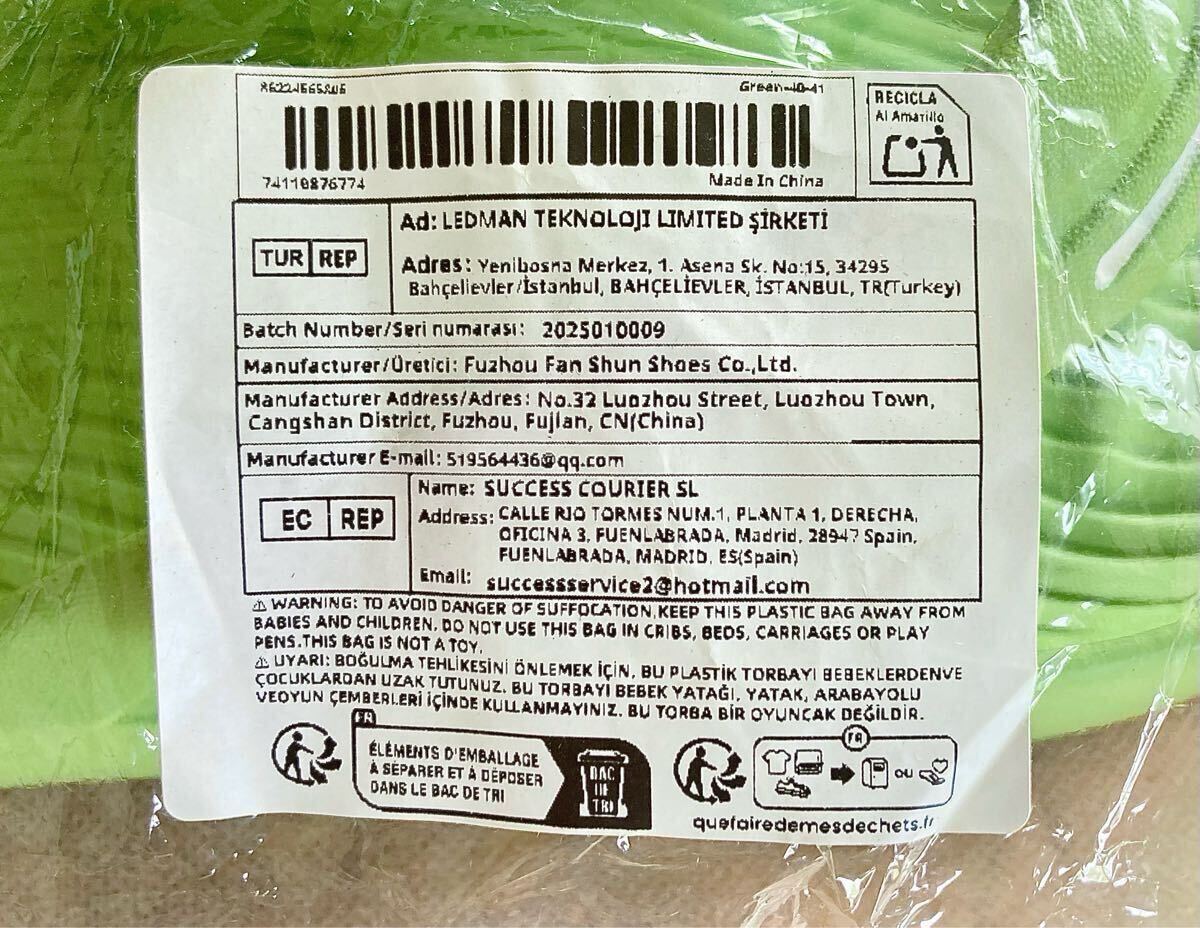 Green-40-41
74110876774
Made In China
RECICLA
Al Amarillo
TUR REP
Ad: LEDMAN TEKNOLOJI LIMITED ŞİRKETİ
Adres: Yenibosna Merkez, 1. Asena Sk. No:15, 34295
Bahçelievler/İstanbul, BAHÇELİEVLER, İSTANBUL, TR(Turkey)
Batch Number/Seri numarası: 2025010009
Manufacturer/Üretici: Fuzhou Fan Shun Shoes Co.,Ltd.
Manufacturer Address/Adres: No.32 Luozhou Street, Luozhou Town,
Cangshan District, Fuzhou, Fujian, CN(China)
Manufacturer E-mail: 519564436@qq.com
EC REP
Name: SUCCESS COURIER SL
Address: CALLE RIO TORMES NUM.1, PLANTA 1, DERECHA,
OFICINA 3, FUENLABRADA, Madrid, 28947 Spain,
FUENLABRADA, MADRID, ES(Spain)
Email: successservice2@hotmail.com
⚠ WARNING: TO AVOID DANGER OF SUFFOCATION,KEEP THIS PLASTIC BAG AWAY FROM
BABIES AND CHILDREN, DO NOT USE THIS BAG IN CRIBS, BEDS, CARRIAGES OR PLAY
PENS.THIS BAG IS NOT A TOY.
⚠ UYARI: BOĞULMA TEHLİKESİNİ ÖNLEMEK İÇİN, BU PLASTİK TORBAYI BEBEKLERDENVE
ÇOCUKLARDAN UZAK TUTUNUZ. BU TORBAYI BEBEK YATAĞI, YATAK, ARABAYOLU
VEOYUN ÇEMBERLERİ İÇİNDE KULLANMAYINIZ. BU TORBA BİR OYUNCAK DEĞİLDİR.
FR
ÉLÉMENTS D'EMBALLAGE
À SÉPARER ET À DÉPOSER
DANS LE BAC DE TRI
BAC
DE
TRI
FR
OU
quefairedemesdechets.fr